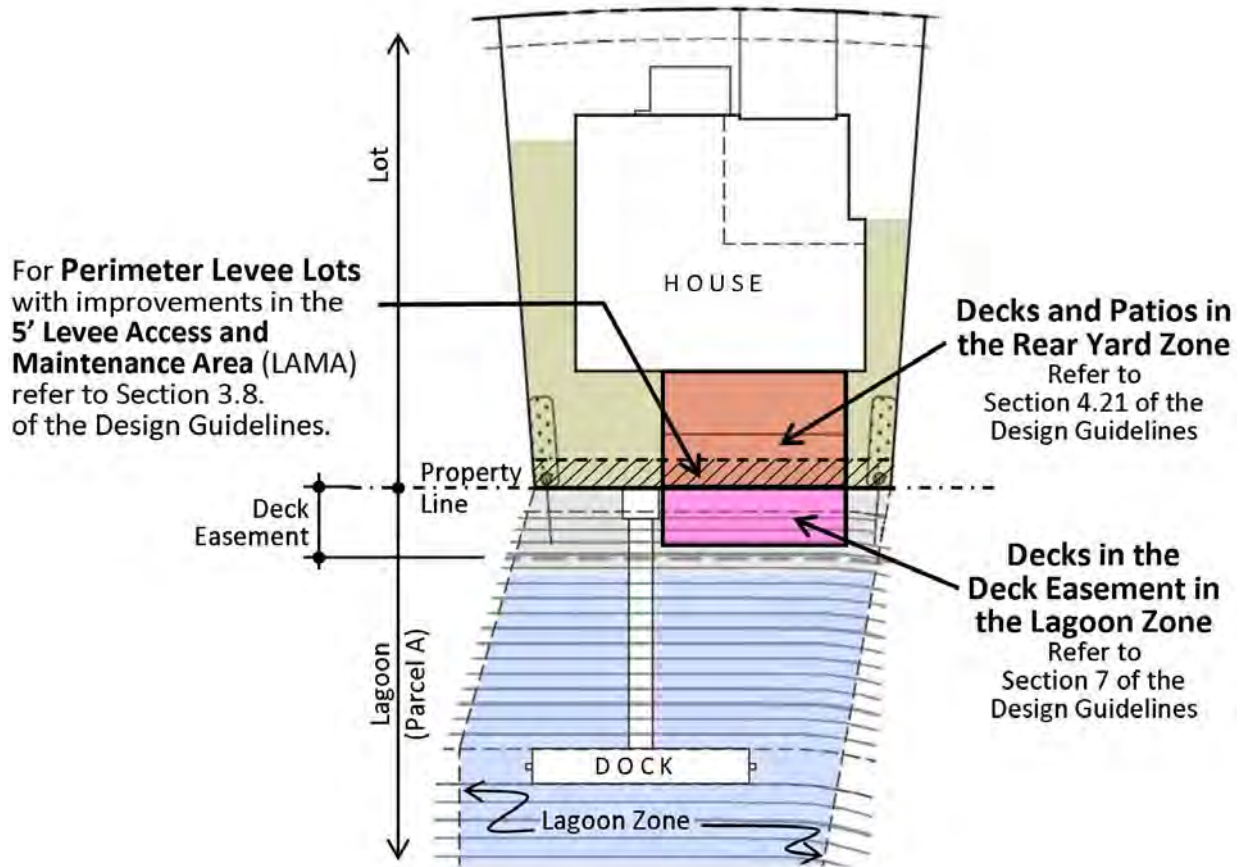 Lot
HOUSE
For Perimeter Levee Lots
with improvements in the
5' Levee Access and
Maintenance Area (LAMA)
refer to Section 3.8.
of the Design Guidelines.
Decks and Patios in
the Rear Yard Zone
Refer to
Section 4.21 of the
Design Guidelines
Property
Line
Deck
Easement
Decks in the
Deck Easement in
the Lagoon Zone
Refer to
Section 7 of the
Design Guidelines
Lagoon
(Parcel A)
DOCK
Lagoon Zone